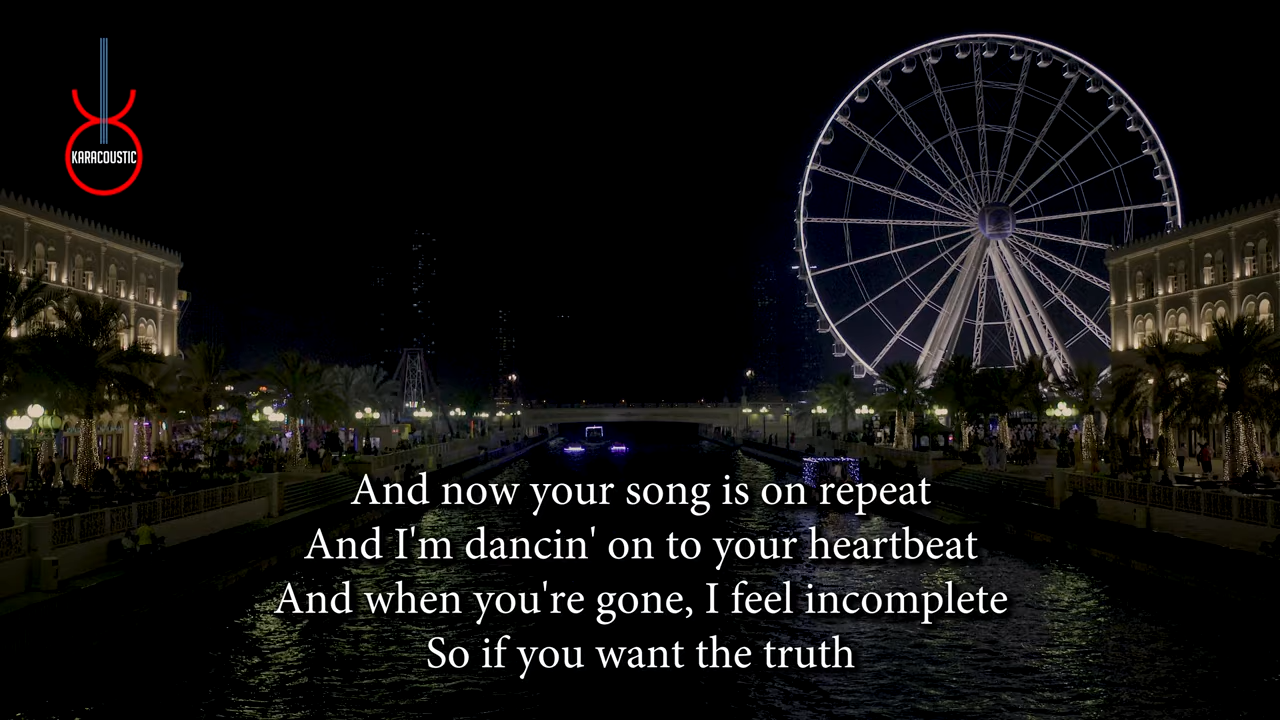 KARACOUSTIC
And now your song is on repeat
And I'm dancin' on to your heartbeat
And when you're gone, I feel incomplete
So if you want the truth